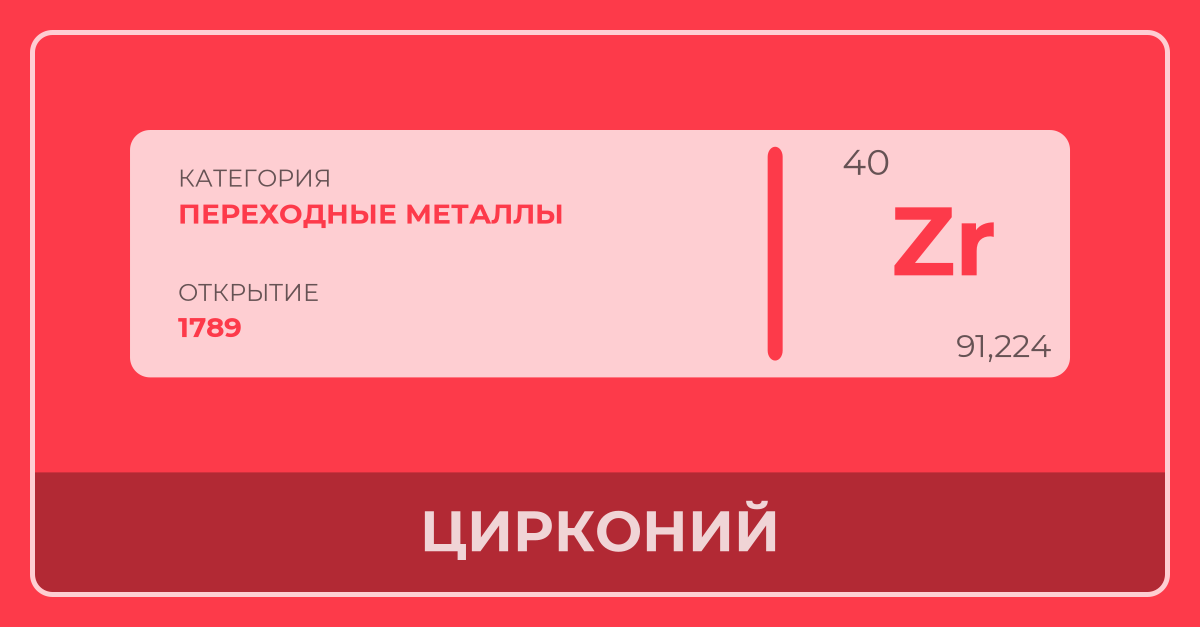 КАТЕГОРИЯ
ПЕРЕХОДНЫЕ МЕТАЛЛЫ
ОТКРЫТИЕ
1789
40
Zr
91,224
ЦИРКОНИЙ